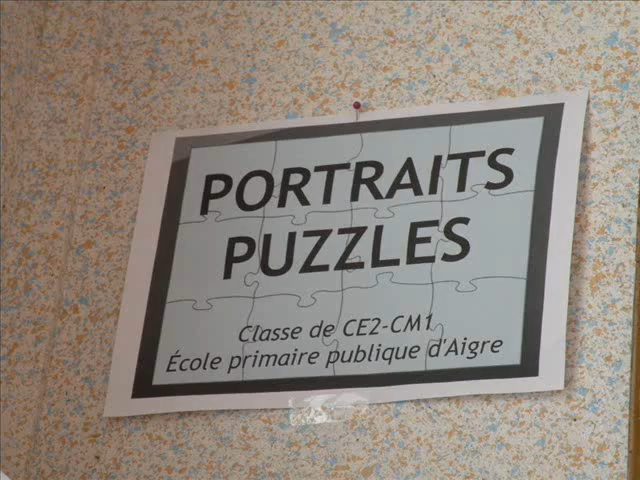 PORTRAITS
PUZZLES
Classe de CE2-CM1
École primaire publique d'Aigre